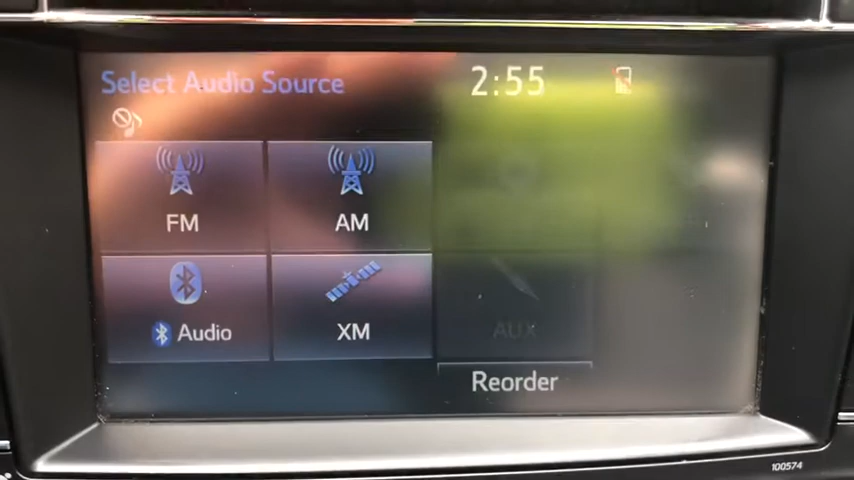 Select Audio Source
2:55
FM
AM
Audio
XM
AUX
Reorder
100574